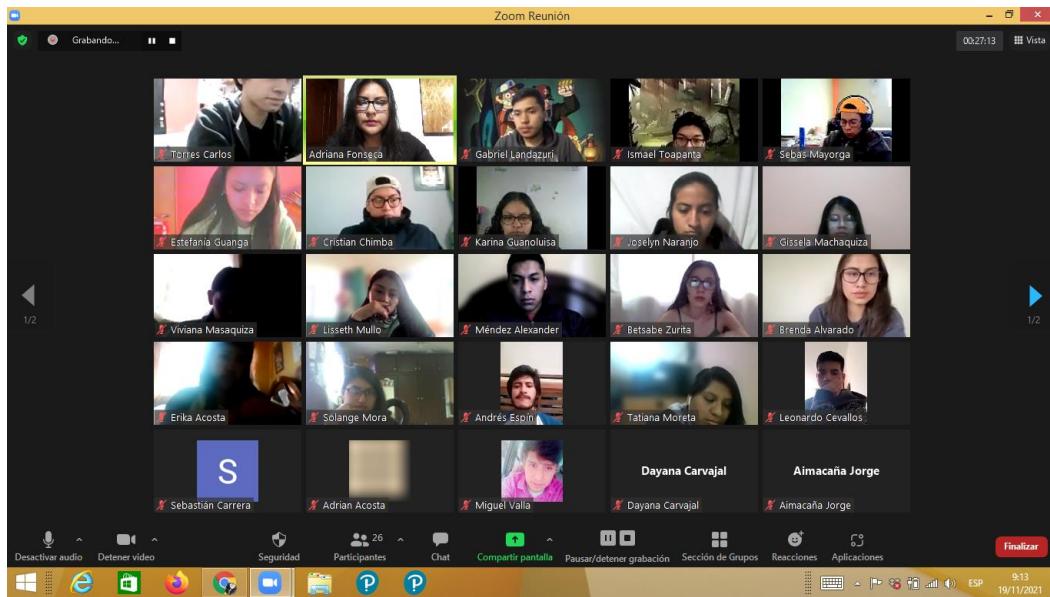 Zoom Reunión
Grabando...
00:27:13
Vista
Torres Carlos
Adriana Fonseca
Gabriel Landazuri
Ismael Toapanta
Sebas Mayorga
Estefanía Guanga
Cristian Chimba
Karina Guanoluisa
Joselyn Naranjo
Gissela Machaquiza
1/2
1/2
Viviana Masaquiza
Lisseth Mullo
Méndez Alexander
Betsabe Zurita
Brenda Alvarado
Erika Acosta
Solange Mora
Andrés Espín
Tatiana Moreta
Leonardo Cevallos
S
Dayana Carvajal
Aimacaña Jorge
Sebastián Carrera
Adrian Acosta
Miguel Valla
Dayana Carvajal
Aimacaña Jorge
26
Desactivar audio
Detener video
Seguridad
Participantes
Chat
Compartir pantalla
Pausar/detener grabación
Sección de Grupos
Reacciones
Aplicaciones
Finalizar
ESP
9:13
19/11/2021